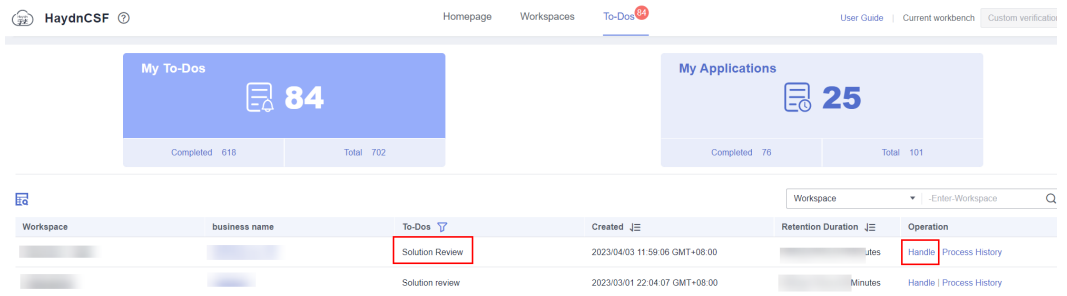 HaydnCSF ? Homepage Workspaces To-Dos 84 User Guide | Current workbench Custom verification
My To-Dos
84
Completed 618 Total 702
My Applications
25
Completed 76 Total 101
Workspace -Enter-Workspace
Workspace business name To-Dos Created Retention Duration Operation
Solution Review 2023/04/03 11:59:06 GMT+08:00 utes Handle | Process History
Solution review 2023/03/01 22:04:07 GMT+08:00 Minutes Handle | Process History